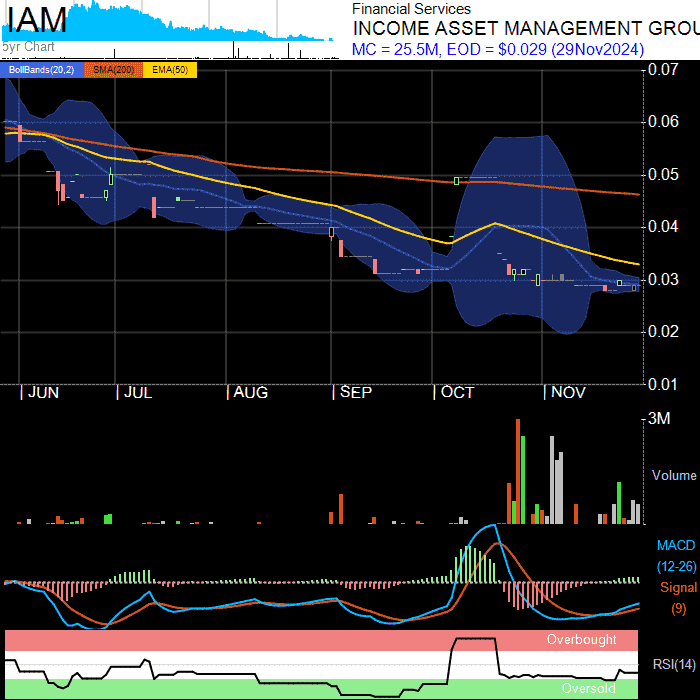 IAM
5yr Chart
Financial Services
INCOME ASSET MANAGEMENT GROU
MC = 25.5M, EOD = $0.029 (29Nov2024)
BollBands(20,2) SMA(200) EMA(50)
0.07
0.06
0.05
0.04
0.03
0.02
0.01
JUN JUL AUG SEP OCT NOV
3M
Volume
MACD
(12-26)
Signal
(9)
Overbought
RSI(14)
Oversold